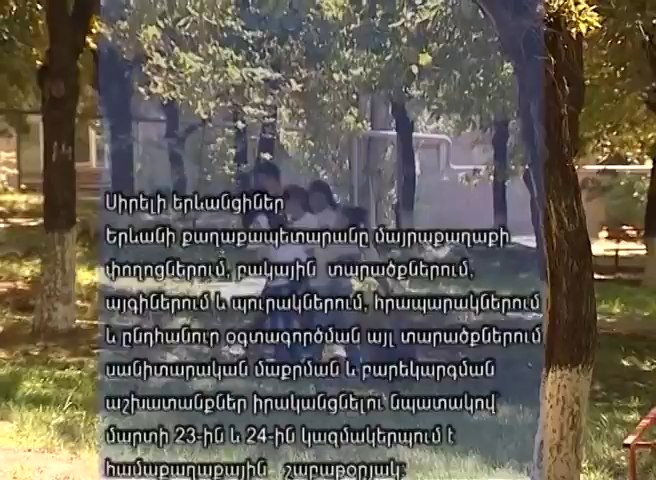 Սիրելի երևանցիներ
Երևանի քաղաքապետարանը մայրաքաղաքի
փողոցներում, բակային տարածքներում,
այգիներում և պուրակներում, հրապարակներում
և ընդհանուր օգտագործման այլ տարածքներում
սանիտարական մաքրման և բարեկարգման
աշխատանքներ իրականցնելու նպատակով
մարտի 23-ին և 24-ին կազմակերպում է
համաքաղաքային շաբաթօրյակ: